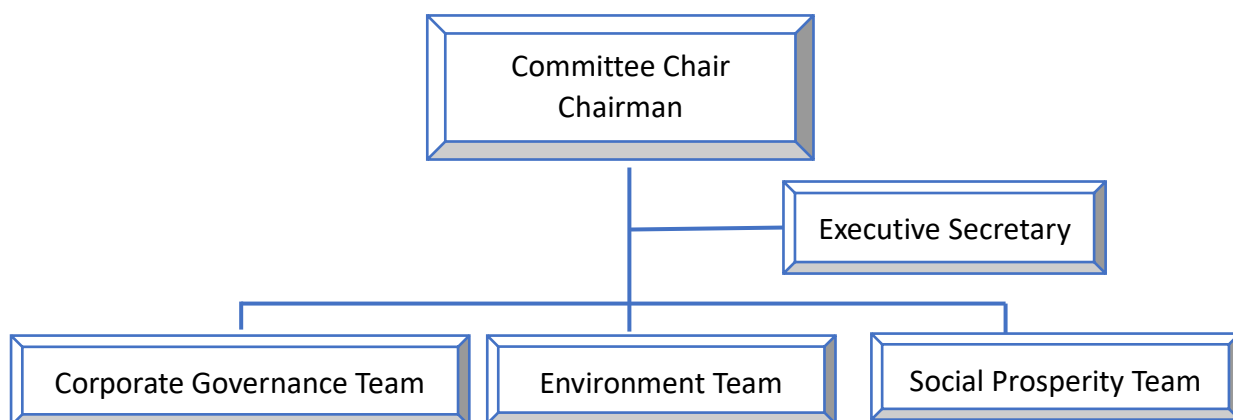 Committee Chair
Chairman
Executive Secretary
Corporate Governance Team
Environment Team
Social Prosperity Team